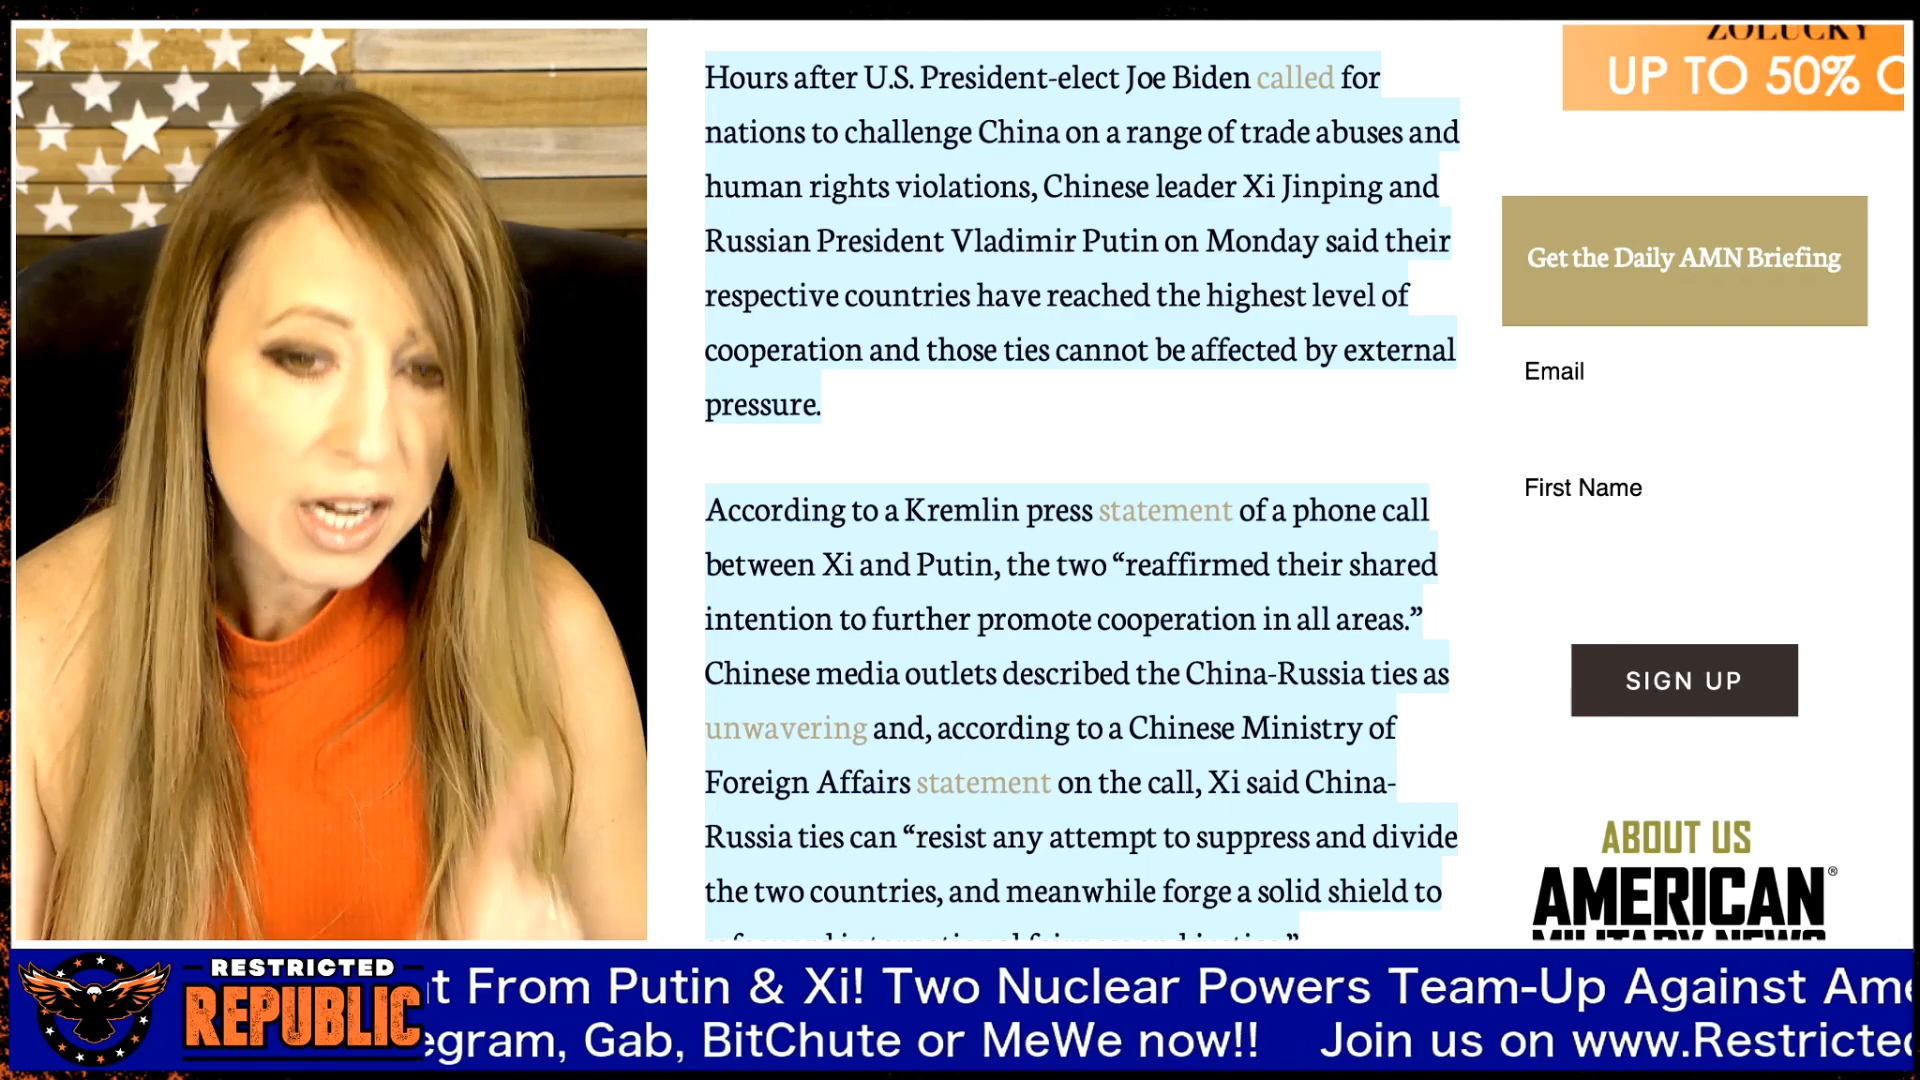 Hours after U.S. President-elect Joe Biden called for
nations to challenge China on a range of trade abuses and
human rights violations, Chinese leader Xi Jinping and
Russian President Vladimir Putin on Monday said their
respective countries have reached the highest level of
cooperation and those ties cannot be affected by external
pressure.
According to a Kremlin press statement of a phone call
between Xi and Putin, the two “reaffirmed their shared
intention to further promote cooperation in all areas.”
Chinese media outlets described the China-Russia ties as
unwavering and, according to a Chinese Ministry of
Foreign Affairs statement on the call, Xi said China-
Russia ties can “resist any attempt to suppress and divide
the two countries, and meanwhile forge a solid shield to
ZOLUCKY
UP TO 50% O
Get the Daily AMN Briefing
Email
First Name
SIGN UP
ABOUT US
AMERICAN®
MILITARY NEWS
RESTRICTED
REPUBLIC
t From Putin & Xi! Two Nuclear Powers Team-Up Against Ame
egram, Gab, BitChute or MeWe now!! Join us on www.Restricted